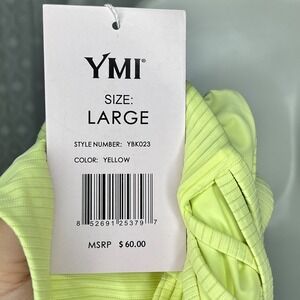 YMI®
SIZE:
LARGE
STYLE NUMBER: YBK023
COLOR: YELLOW
8 52691 25379 7
MSRP $ 60.00